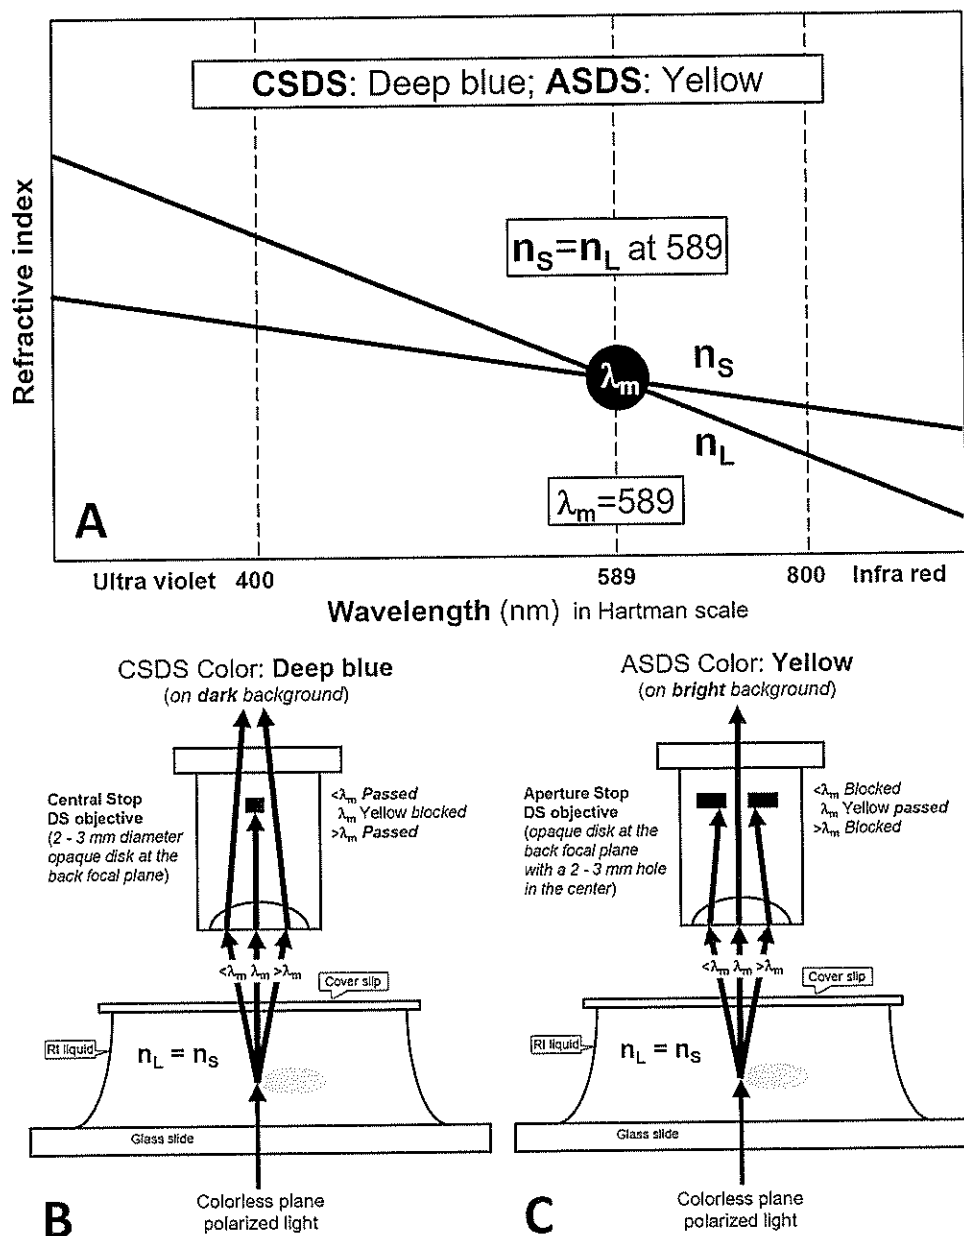 CSDS: Deep blue; ASDS: Yellow
Refractive index
nS=nL at 589
λm
nS
nL
λm=589
A
Ultra violet 400 589 800 Infra red
Wavelength (nm) in Hartman scale
CSDS Color: Deep blue
(on dark background)
Central Stop
DS objective
(2 - 3 mm diameter
opaque disk at the
back focal plane)
<λm Passed
λm Yellow blocked
>λm Passed
<λm λm >λm
Cover slip
RI liquid
nL = nS
Glass slide
Colorless plane
polarized light
B
ASDS Color: Yellow
(on bright background)
Aperture Stop
DS objective
(opaque disk at the
back focal plane
with a 2 - 3 mm hole
in the center)
<λm Blocked
λm Yellow passed
>λm Blocked
<λm λm >λm
Cover slip
RI liquid
nL = nS
Glass slide
Colorless plane
polarized light
C